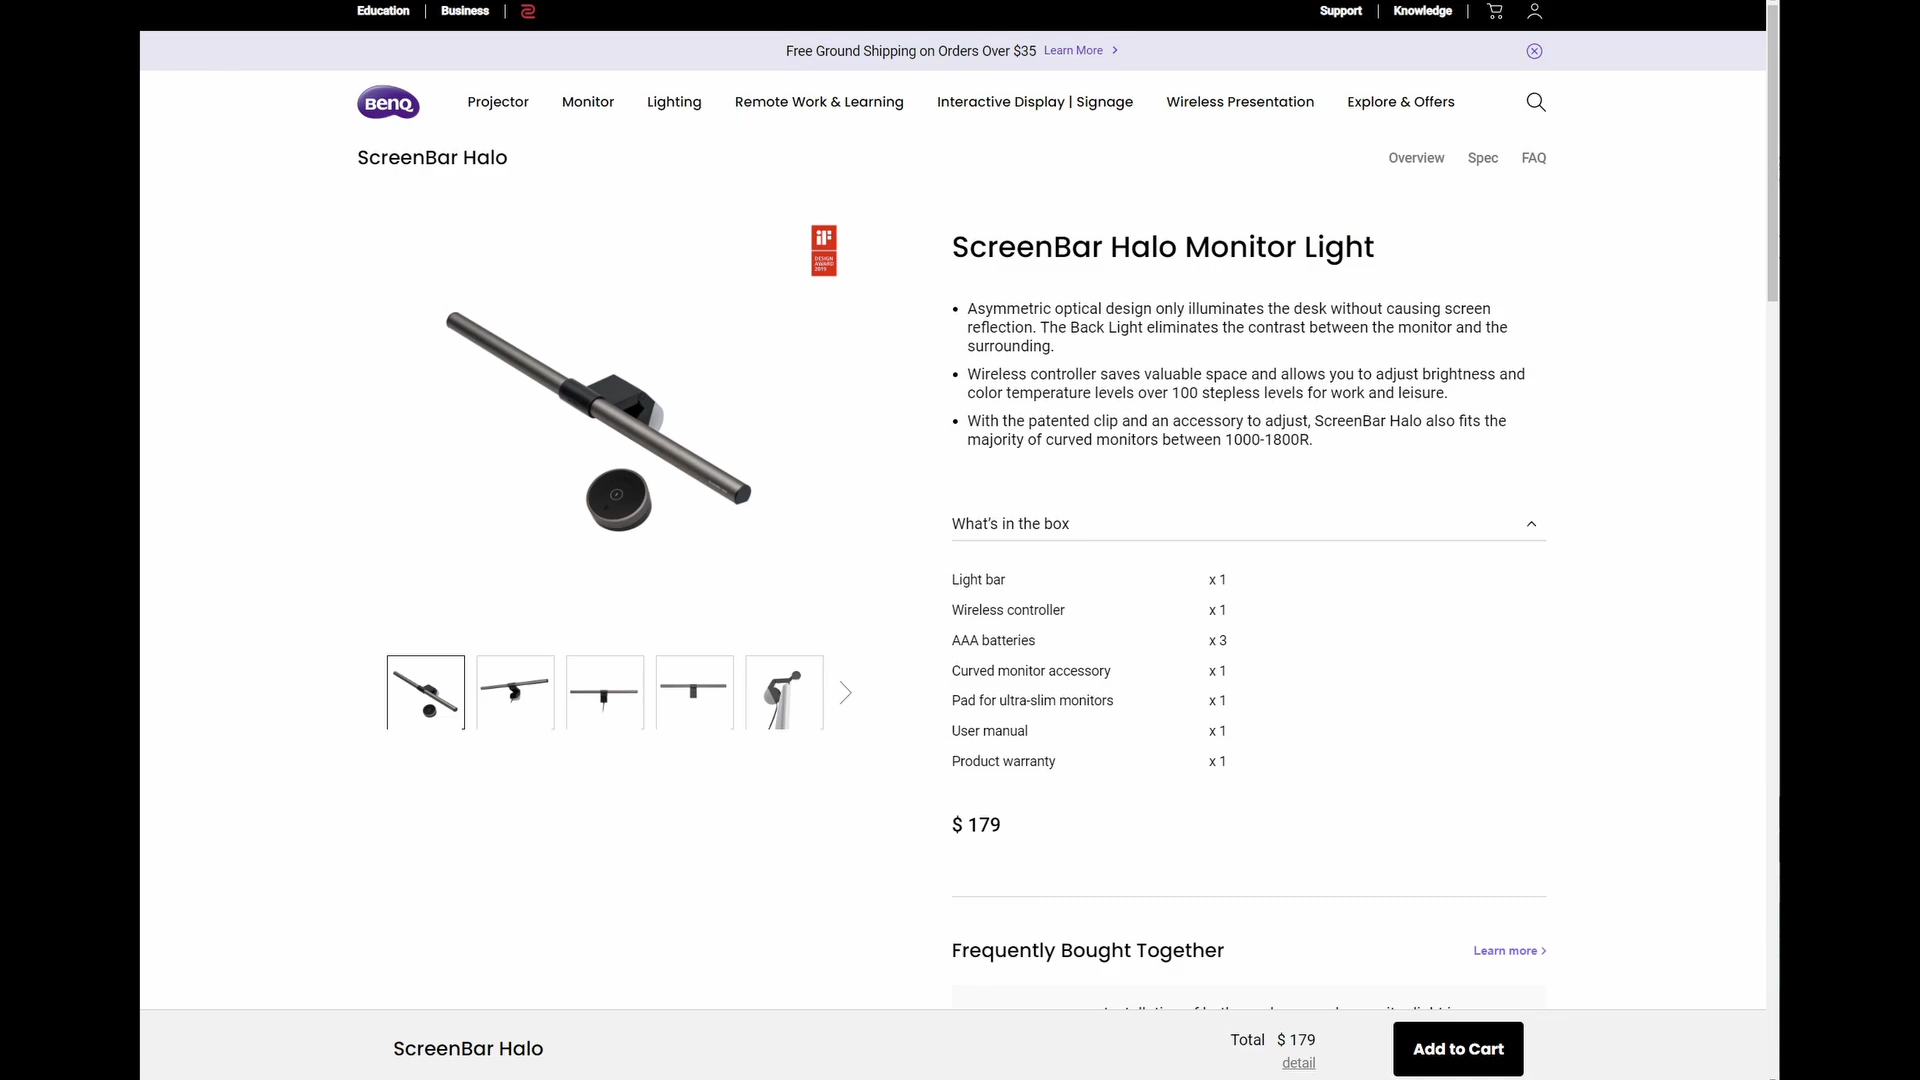 Education
Business
Support
Knowledge
Free Ground Shipping on Orders Over $35 Learn More
BenQ
Projector
Monitor
Lighting
Remote Work & Learning
Interactive Display | Signage
Wireless Presentation
Explore & Offers
ScreenBar Halo
Overview
Spec
FAQ
iF
DESIGN
AWARD
2019
ScreenBar Halo Monitor Light
Asymmetric optical design only illuminates the desk without causing screen
reflection. The Back Light eliminates the contrast between the monitor and the
surrounding.
Wireless controller saves valuable space and allows you to adjust brightness and
color temperature levels over 100 stepless levels for work and leisure.
With the patented clip and an accessory to adjust, ScreenBar Halo also fits the
majority of curved monitors between 1000-1800R.
What's in the box
Light bar x 1
Wireless controller x 1
AAA batteries x 3
Curved monitor accessory x 1
Pad for ultra-slim monitors x 1
User manual x 1
Product warranty x 1
$ 179
Frequently Bought Together
Learn more >
ScreenBar Halo
Total $ 179
detail
Add to Cart